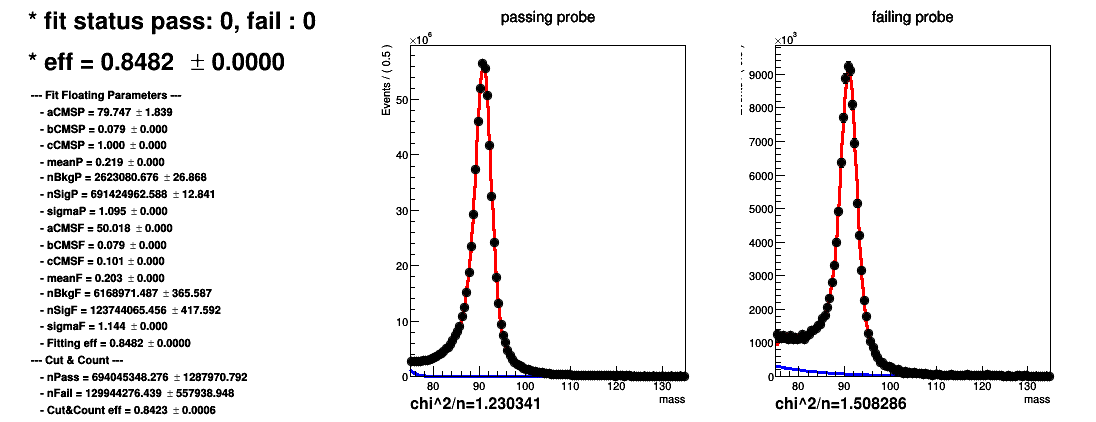 * fit status pass: 0, fail : 0
* eff = 0.8482 ± 0.0000
--- Fit Floating Parameters ---
- aCMSP = 79.747 ± 1.839
- bCMSP = 0.079 ± 0.000
- cCMSP = 1.000 ± 0.000
- meanP = 0.219 ± 0.000
- nBkgP = 2623080.676 ± 26.868
- nSigP = 691424962.588 ± 12.841
- sigmaP = 1.095 ± 0.000
- aCMSF = 50.018 ± 0.000
- bCMSF = 0.079 ± 0.000
- cCMSF = 0.101 ± 0.000
- meanF = 0.203 ± 0.000
- nBkgF = 6168971.487 ± 365.587
- nSigF = 123744065.456 ± 417.592
- sigmaF = 1.144 ± 0.000
- Fitting eff = 0.8482 ± 0.0000
--- Cut & Count ---
- nPass = 694045348.276 ± 1287970.792
- nFail = 129944276.439 ± 557938.948
- Cut&Count eff = 0.8423 ± 0.0006
passing probe
×10⁶
Events / ( 0.5 )
50
40
30
20
10
0
80 90 100 110 120 130
mass
chi^2/n=1.230341
failing probe
×10³
9000
8000
7000
6000
5000
4000
3000
2000
1000
0
80 90 100 110 120 130
mass
chi^2/n=1.508286